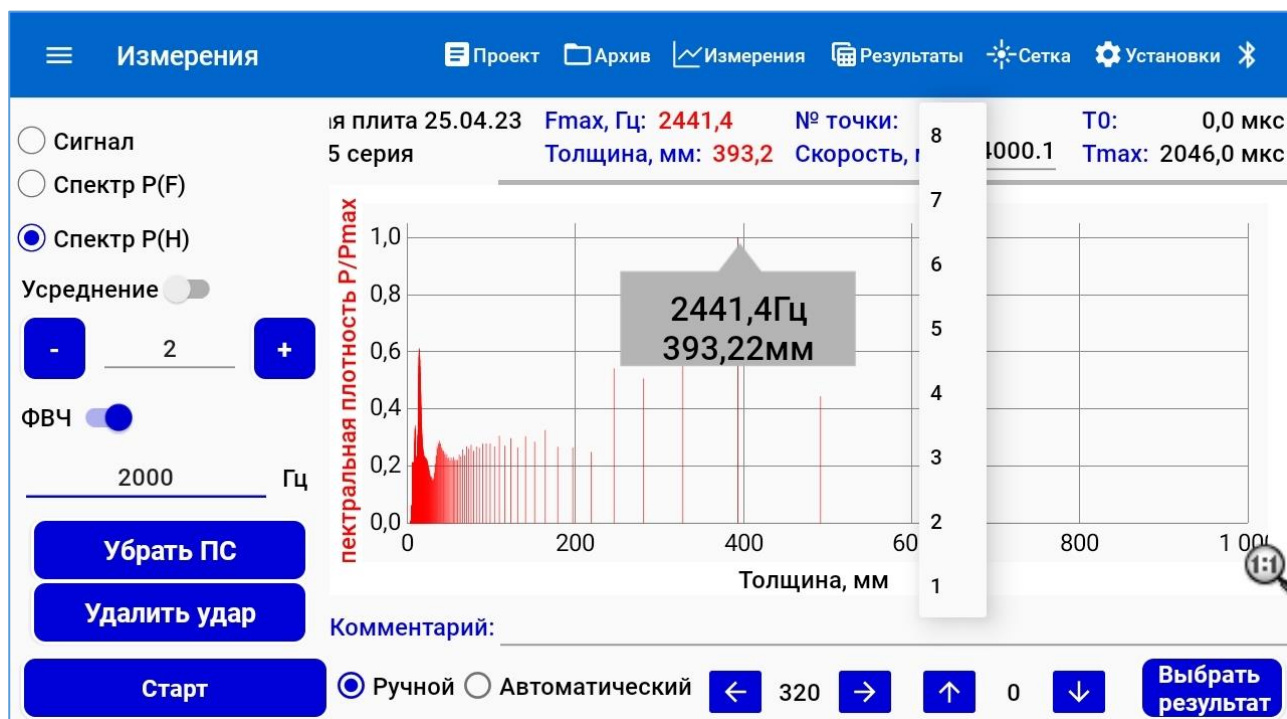 Измерения
Проект
Архив
Измерения
Результаты
Сетка
Установки
Сигнал
Спектр P(F)
Спектр P(H)
Усреднение
-
2
+
ФВЧ
2000
Гц
Убрать ПС
Удалить удар
Старт
плита 25.04.23
5 серия
Fmax, Гц: 2441,4
Толщина, мм: 393,2
№ точки:
Скорость,
4000.1
T0: 0,0 мкс
Tmax: 2046,0 мкс
8
7
6
5
4
3
2
1
пектральная плотность P/Pmax
1,0
0,8
0,6
0,4
0,2
0,0
2441,4Гц
393,22мм
0
200
400
60
800
1 00
1:1
Толщина, мм
Комментарий:
Ручной
Автоматический
320
0
Выбрать
результат